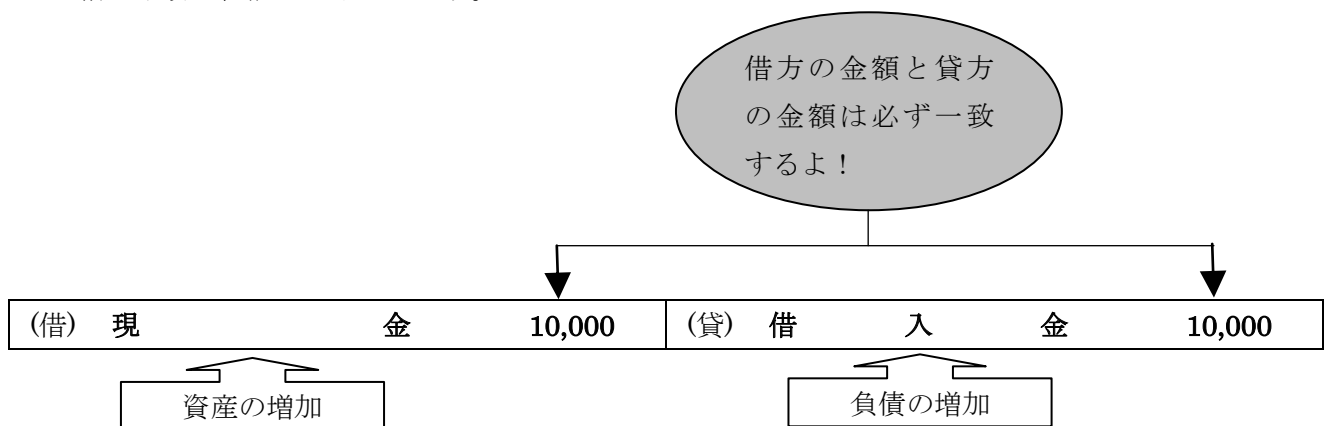 借方の金額と貸方
の金額は必ず一致
するよ！
(借) 現 金 10,000 (貸) 借 入 金 10,000
資産の増加 負債の増加